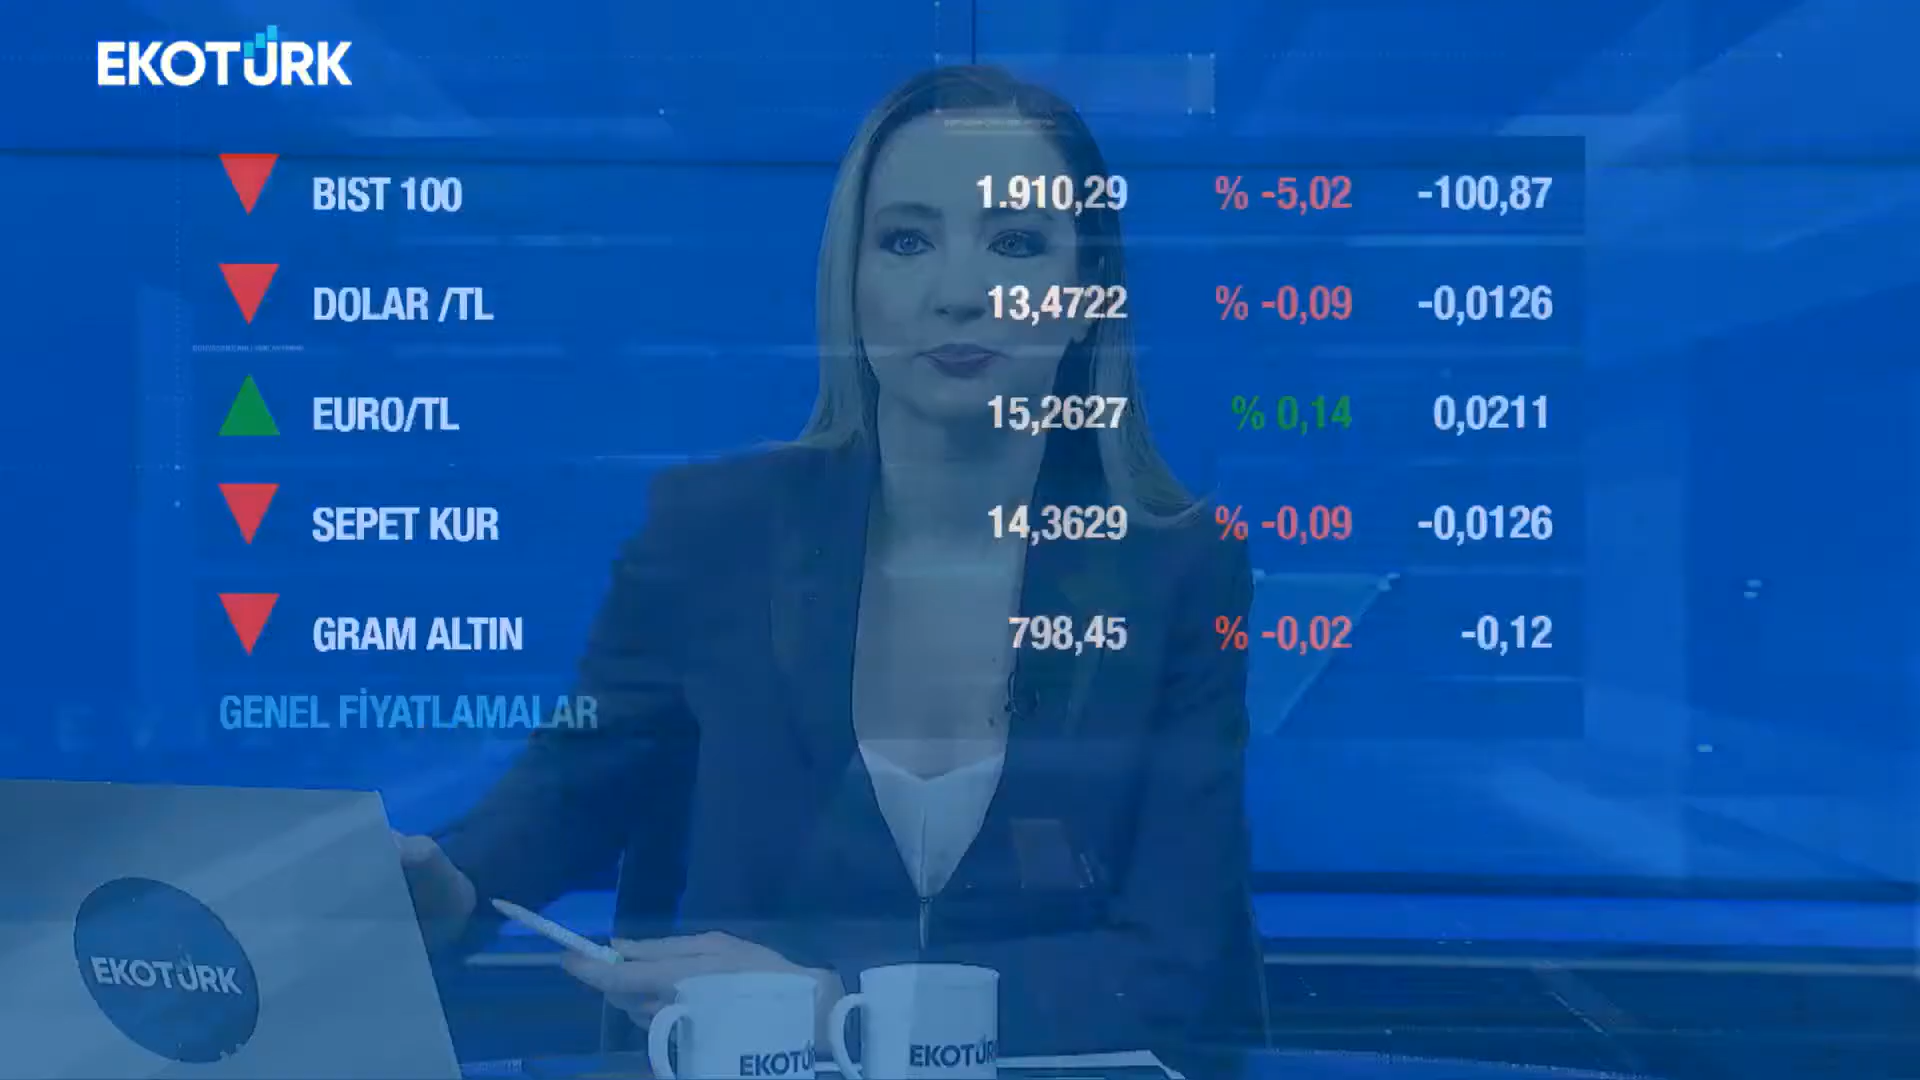 EKOTÜRK
BIST 100 1.910,29 % -5,02 -100,87
DOLAR /TL 13,4722 % -0,09 -0,0126
EURO/TL 15,2627 % 0,14 0,0211
SEPET KUR 14,3629 % -0,09 -0,0126
GRAM ALTIN 798,45 % -0,02 -0,12
GENEL FİYATLAMALAR
EKOTÜRK
EKOTÜR
EKOTÜR